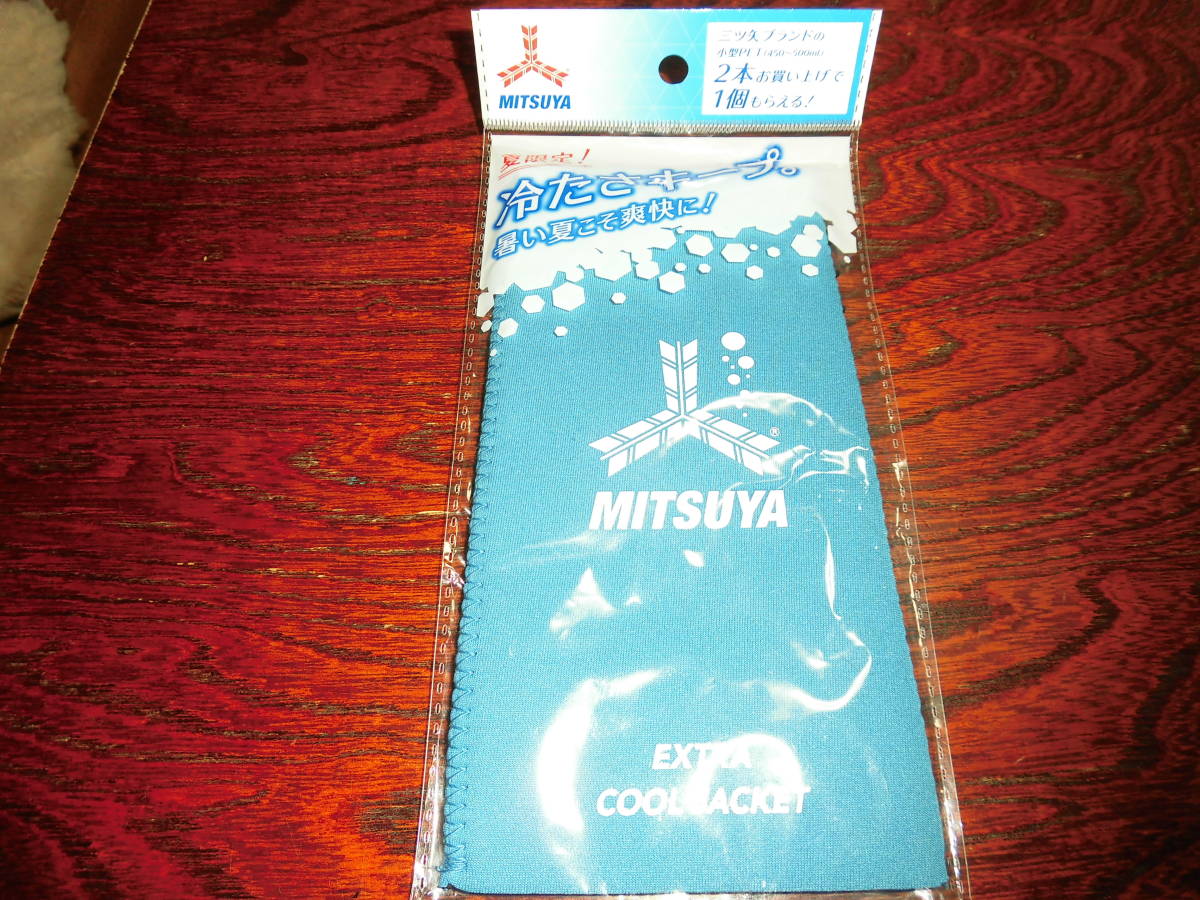 MITSUYA
三ツ矢ブランドの
小型PET(450～500ml)
2本お買い上げで
1個もらえる!
夏限定!
冷たさキープ。
暑い夏こそ爽快に!
®
MITSUYA
EXTRA
COOL JACKET